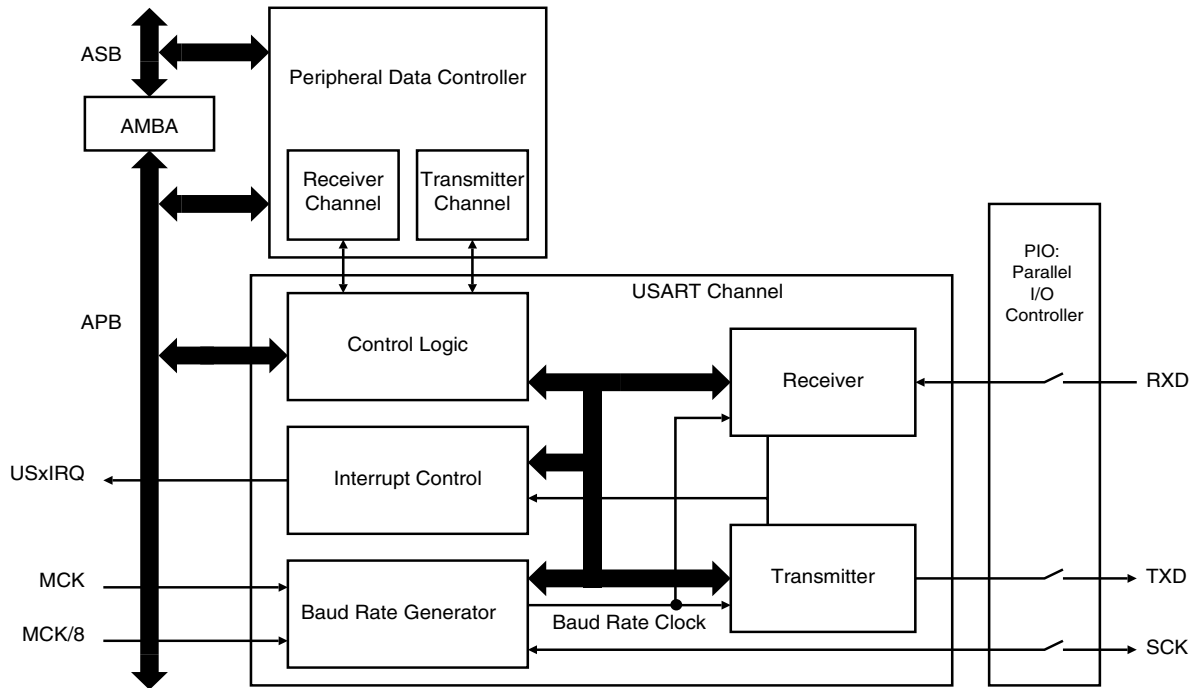 ASB
Peripheral Data Controller
AMBA
Receiver
Channel
Transmitter
Channel
PIO:
Parallel
I/O
Controller
USART Channel
APB
Control Logic
Receiver
RXD
USxIRQ
Interrupt Control
MCK
Baud Rate Generator
Transmitter
TXD
Baud Rate Clock
MCK/8
SCK